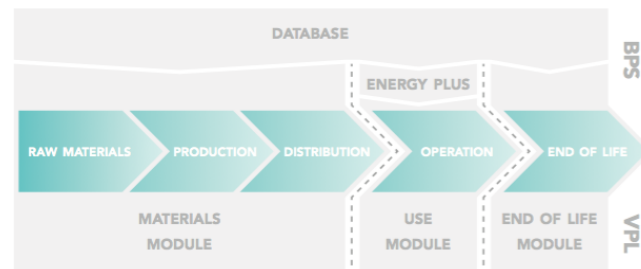 DATABASE
BPS
ENERGY PLUS
RAW MATERIALS
PRODUCTION
DISTRIBUTION
OPERATION
END OF LIFE
MATERIALS
MODULE
USE
MODULE
END OF LIFE
MODULE
VPL